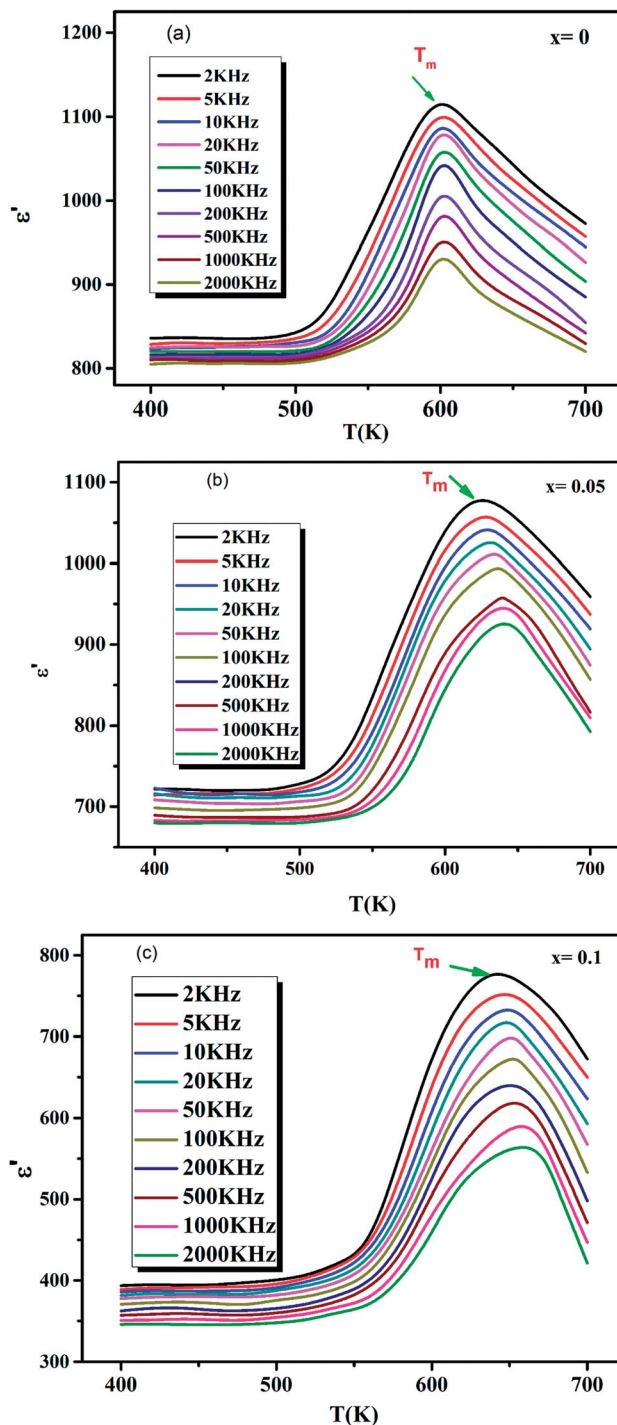 (a)
x= 0
Tm
2KHz
5KHz
10KHz
20KHz
50KHz
100KHz
200KHz
500KHz
1000KHz
2000KHz
1200
1100
1000
900
800
ε'
400 500 600 700
T(K)
(b)
x= 0.05
Tm
2KHz
5KHz
10KHz
20KHz
50KHz
100KHz
200KHz
500KHz
1000KHz
2000KHz
1100
1000
900
800
700
ε'
400 500 600 700
T(K)
(c)
x= 0.1
Tm
2KHz
5KHz
10KHz
20KHz
50KHz
100KHz
200KHz
500KHz
1000KHz
2000KHz
800
700
600
500
400
300
ε'
400 500 600 700
T(K)